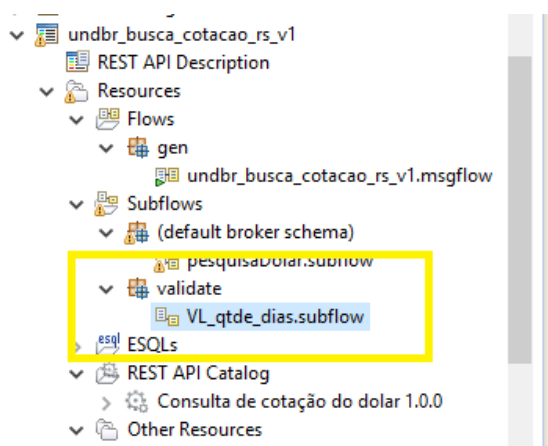 undbr_busca_cotacao_rs_v1
REST API Description
Resources
Flows
gen
undbr_busca_cotacao_rs_v1.msgflow
Subflows
(default broker schema)
pesquisaDolar.subflow
validate
VL_qtde_dias.subflow
esql ESQLs
REST API Catalog
Consulta de cotação do dolar 1.0.0
Other Resources